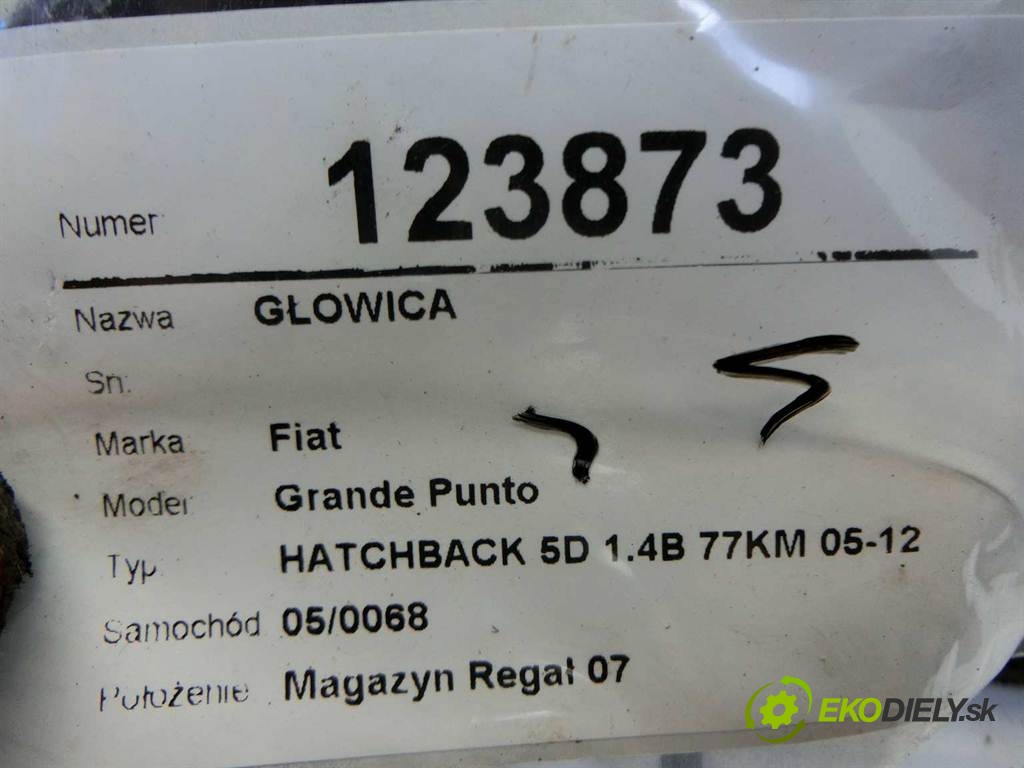 Numer 123873
Nazwa GŁOWICA
Sn.
Marka Fiat
Model Grande Punto
Typ HATCHBACK 5D 1.4B 77KM 05-12
Samochód 05/0068
Położenie Magazyn Regał 07
EKODIELY.sk